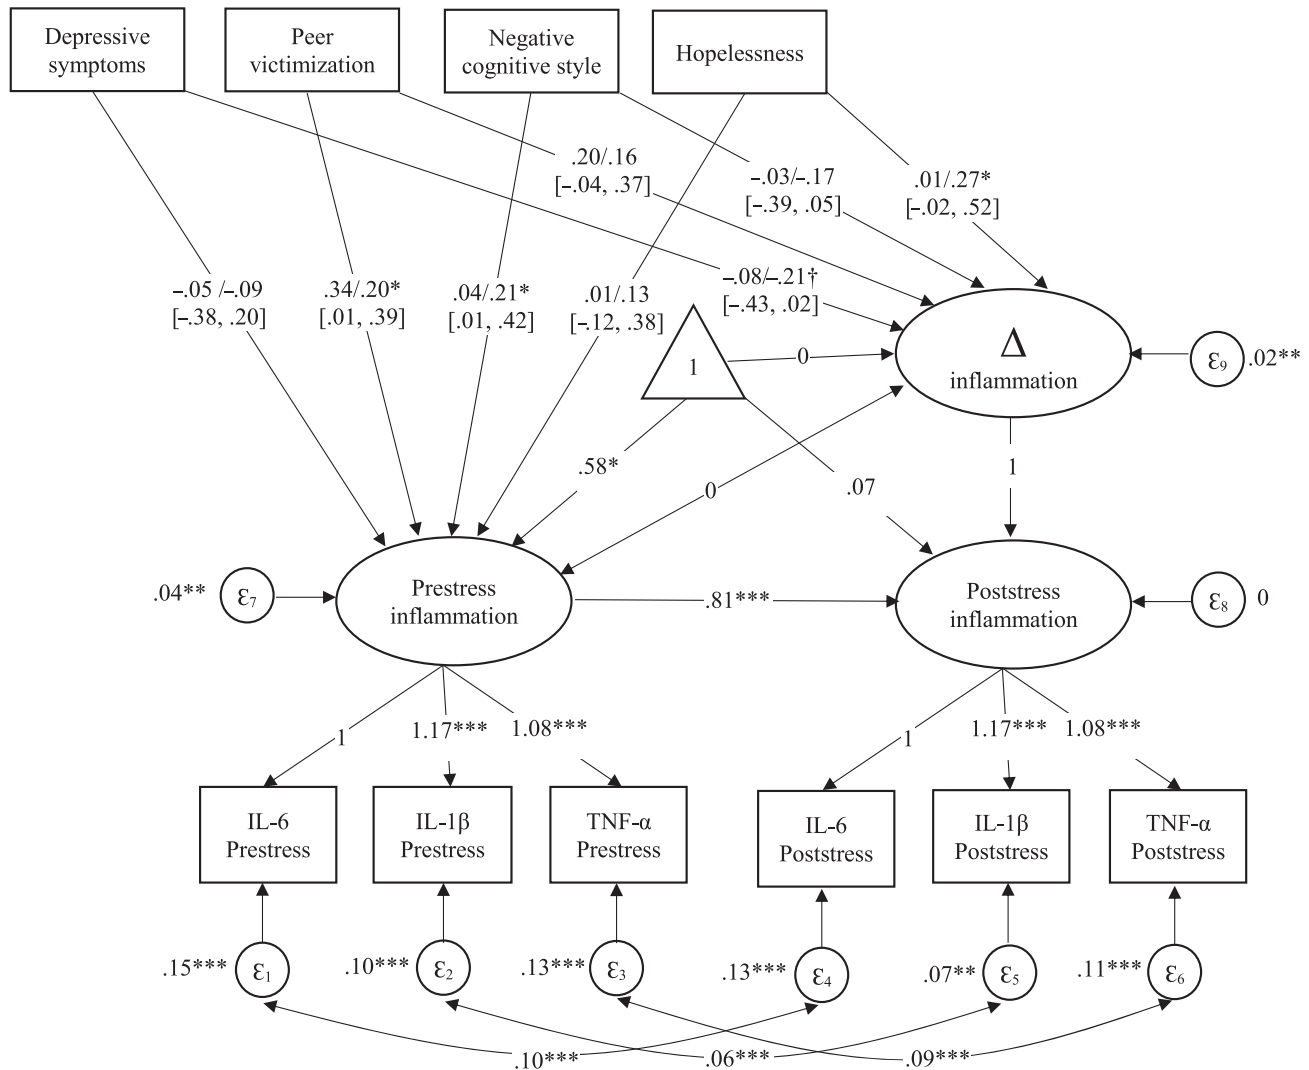 Depressive
symptoms
Peer
victimization
Negative
cognitive style
Hopelessness
.20/.16
[–.04, .37]
–.03/–.17
[–.39, .05]
.01/.27*
[–.02, .52]
–.05 /–.09
[–.38, .20]
.34/.20*
[.01, .39]
.04/.21*
[.01, .42]
.01/.13
[–.12, .38]
–.08/–.21†
[–.43, .02]
1
0
Δ
inflammation
ε9
.02**
.58*
0
.07
1
.04**
ε7
Prestress
inflammation
.81***
Poststress
inflammation
ε8
0
1
1.17***
1.08***
1
1.17***
1.08***
IL-6
Prestress
IL-1β
Prestress
TNF-α
Prestress
IL-6
Poststress
IL-1β
Poststress
TNF-α
Poststress
.15***
ε1
.10***
ε2
.13***
ε3
.13***
ε4
.07**
ε5
.11***
ε6
.10***
.06***
.09***